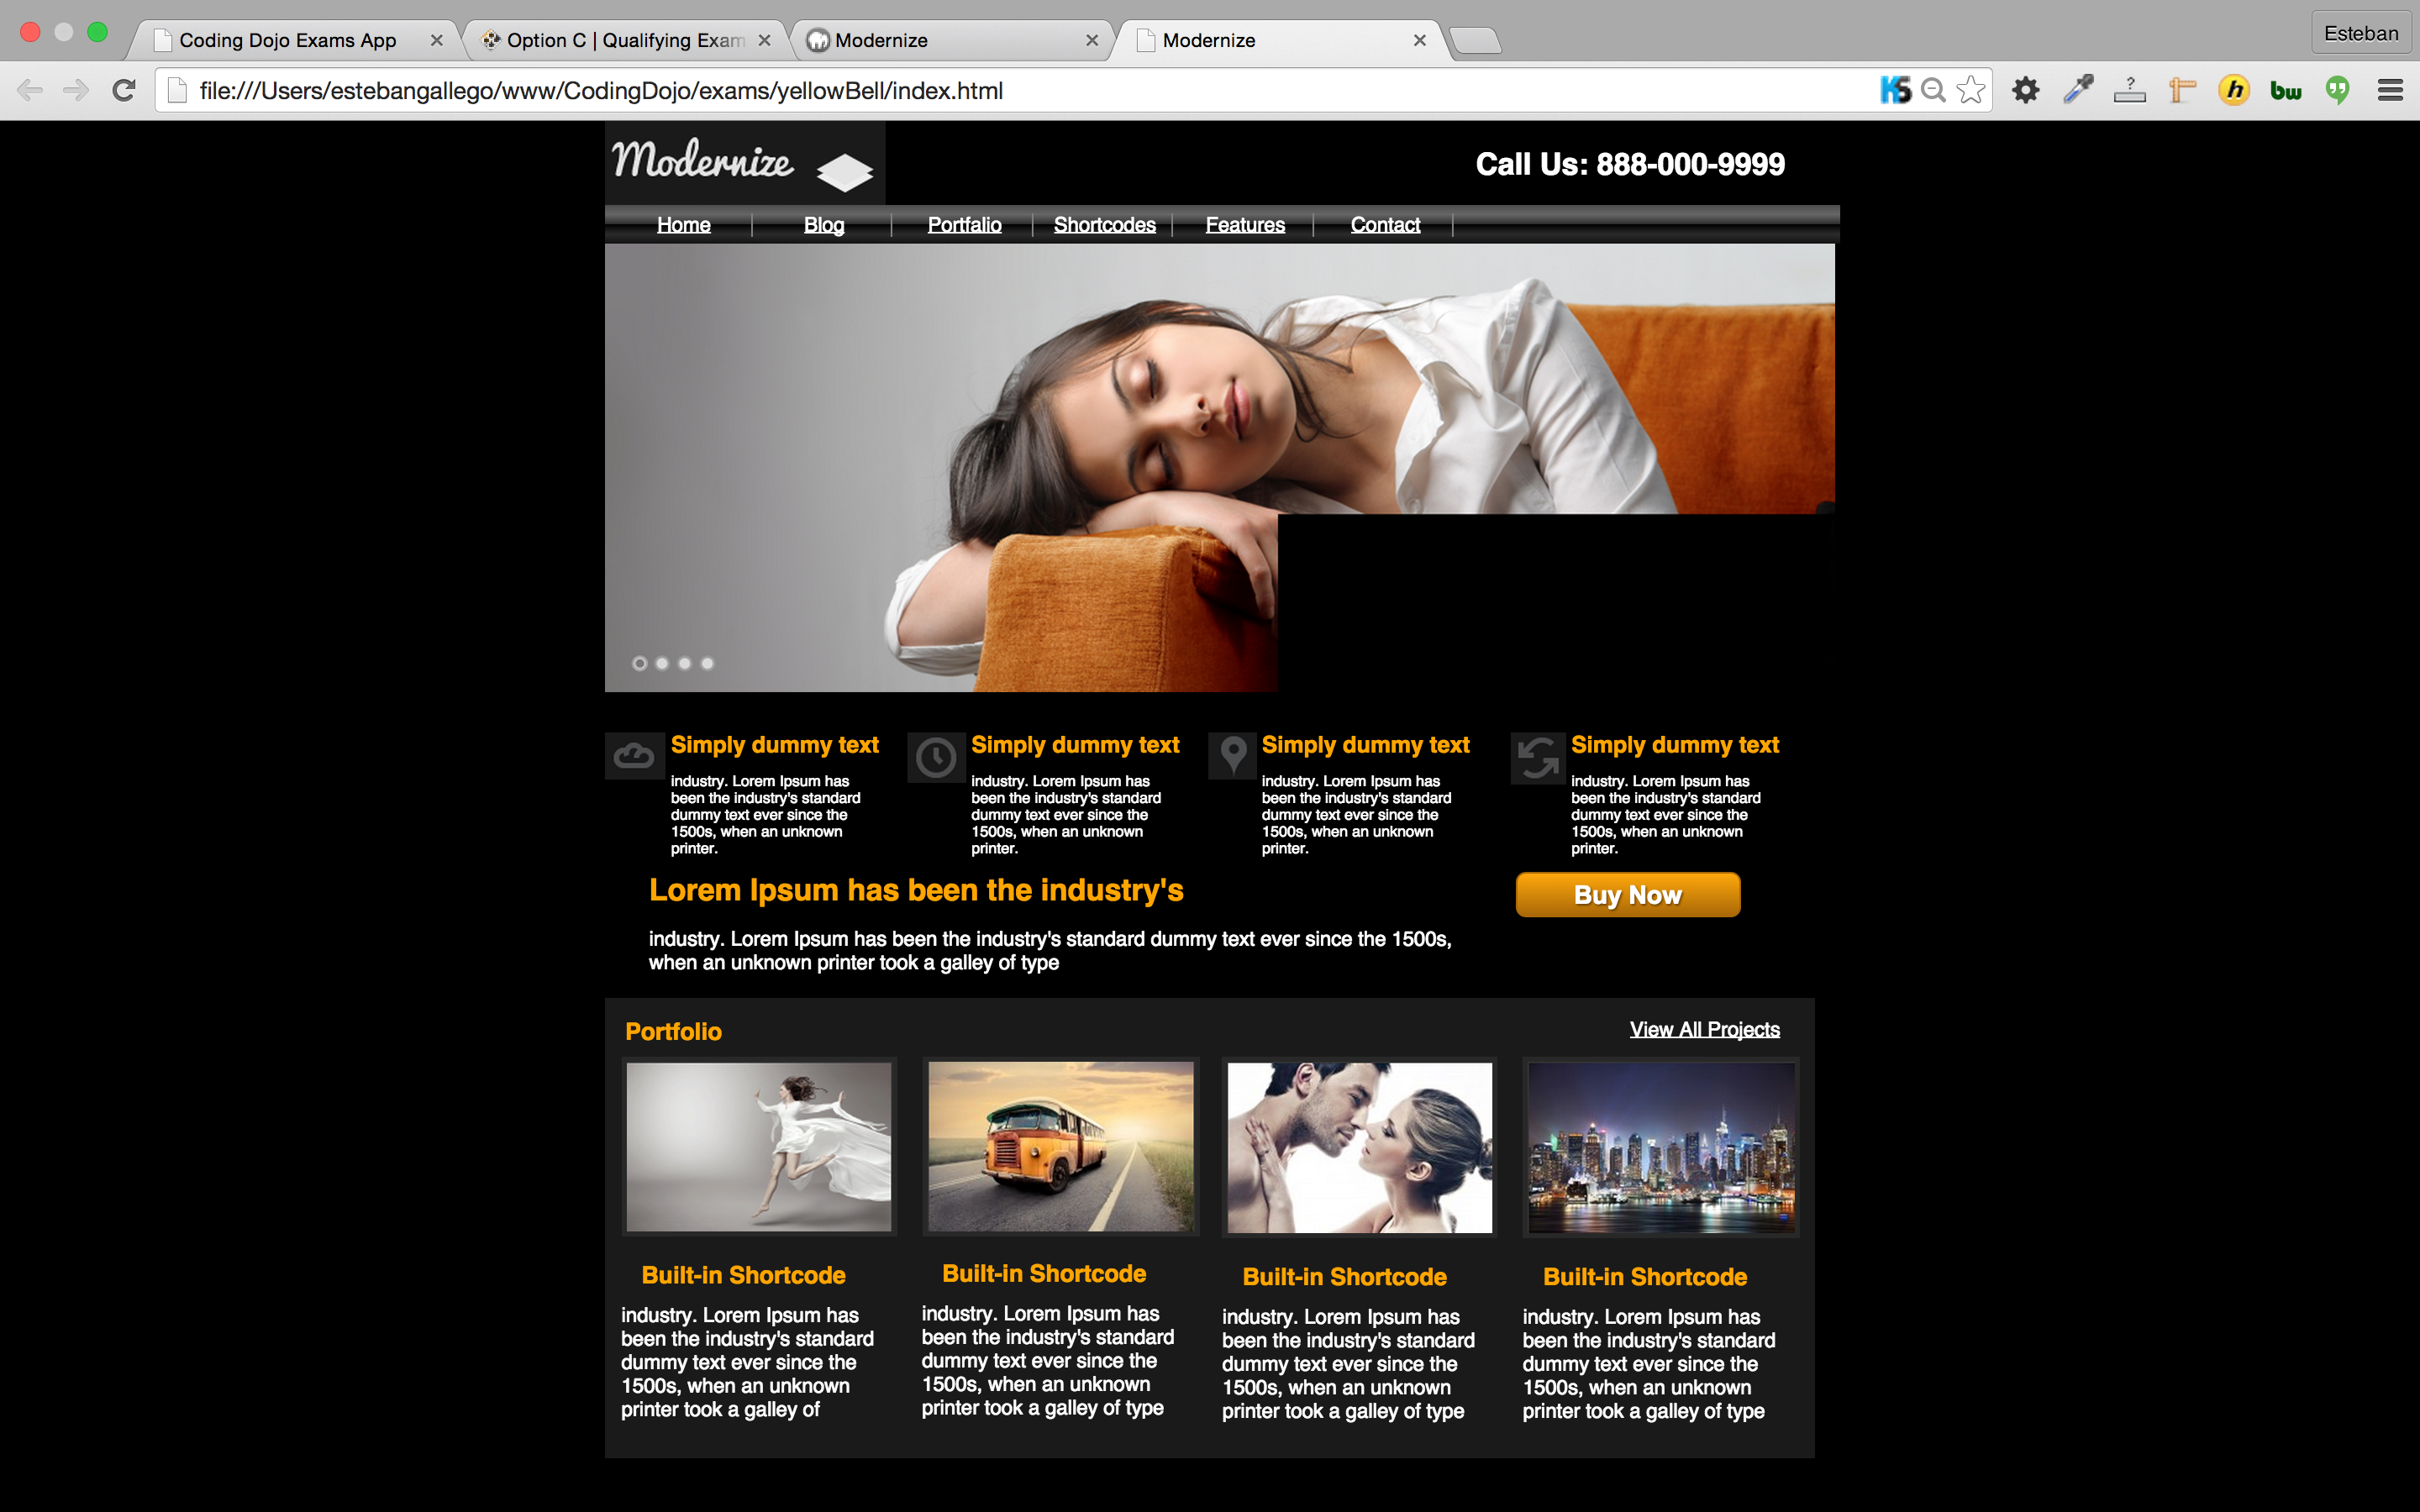 Coding Dojo Exams App
Option C | Qualifying Exam
Modernize
Modernize
Esteban
file:///Users/estebangallego/www/CodingDojo/exams/yellowBell/index.html
K5
?
h
bw
Modernize
Call Us: 888-000-9999
Home
Blog
Portfalio
Shortcodes
Features
Contact
Simply dummy text
industry. Lorem Ipsum has
been the industry's standard
dummy text ever since the
1500s, when an unknown
printer.
Simply dummy text
industry. Lorem Ipsum has
been the industry's standard
dummy text ever since the
1500s, when an unknown
printer.
Simply dummy text
industry. Lorem Ipsum has
been the industry's standard
dummy text ever since the
1500s, when an unknown
printer.
Simply dummy text
industry. Lorem Ipsum has
been the industry's standard
dummy text ever since the
1500s, when an unknown
printer.
Lorem Ipsum has been the industry's
industry. Lorem Ipsum has been the industry's standard dummy text ever since the 1500s,
when an unknown printer took a galley of type
Buy Now
Portfolio
View All Projects
Built-in Shortcode
industry. Lorem Ipsum has
been the industry's standard
dummy text ever since the
1500s, when an unknown
printer took a galley of
Built-in Shortcode
industry. Lorem Ipsum has
been the industry's standard
dummy text ever since the
1500s, when an unknown
printer took a galley of type
Built-in Shortcode
industry. Lorem Ipsum has
been the industry's standard
dummy text ever since the
1500s, when an unknown
printer took a galley of type
Built-in Shortcode
industry. Lorem Ipsum has
been the industry's standard
dummy text ever since the
1500s, when an unknown
printer took a galley of type